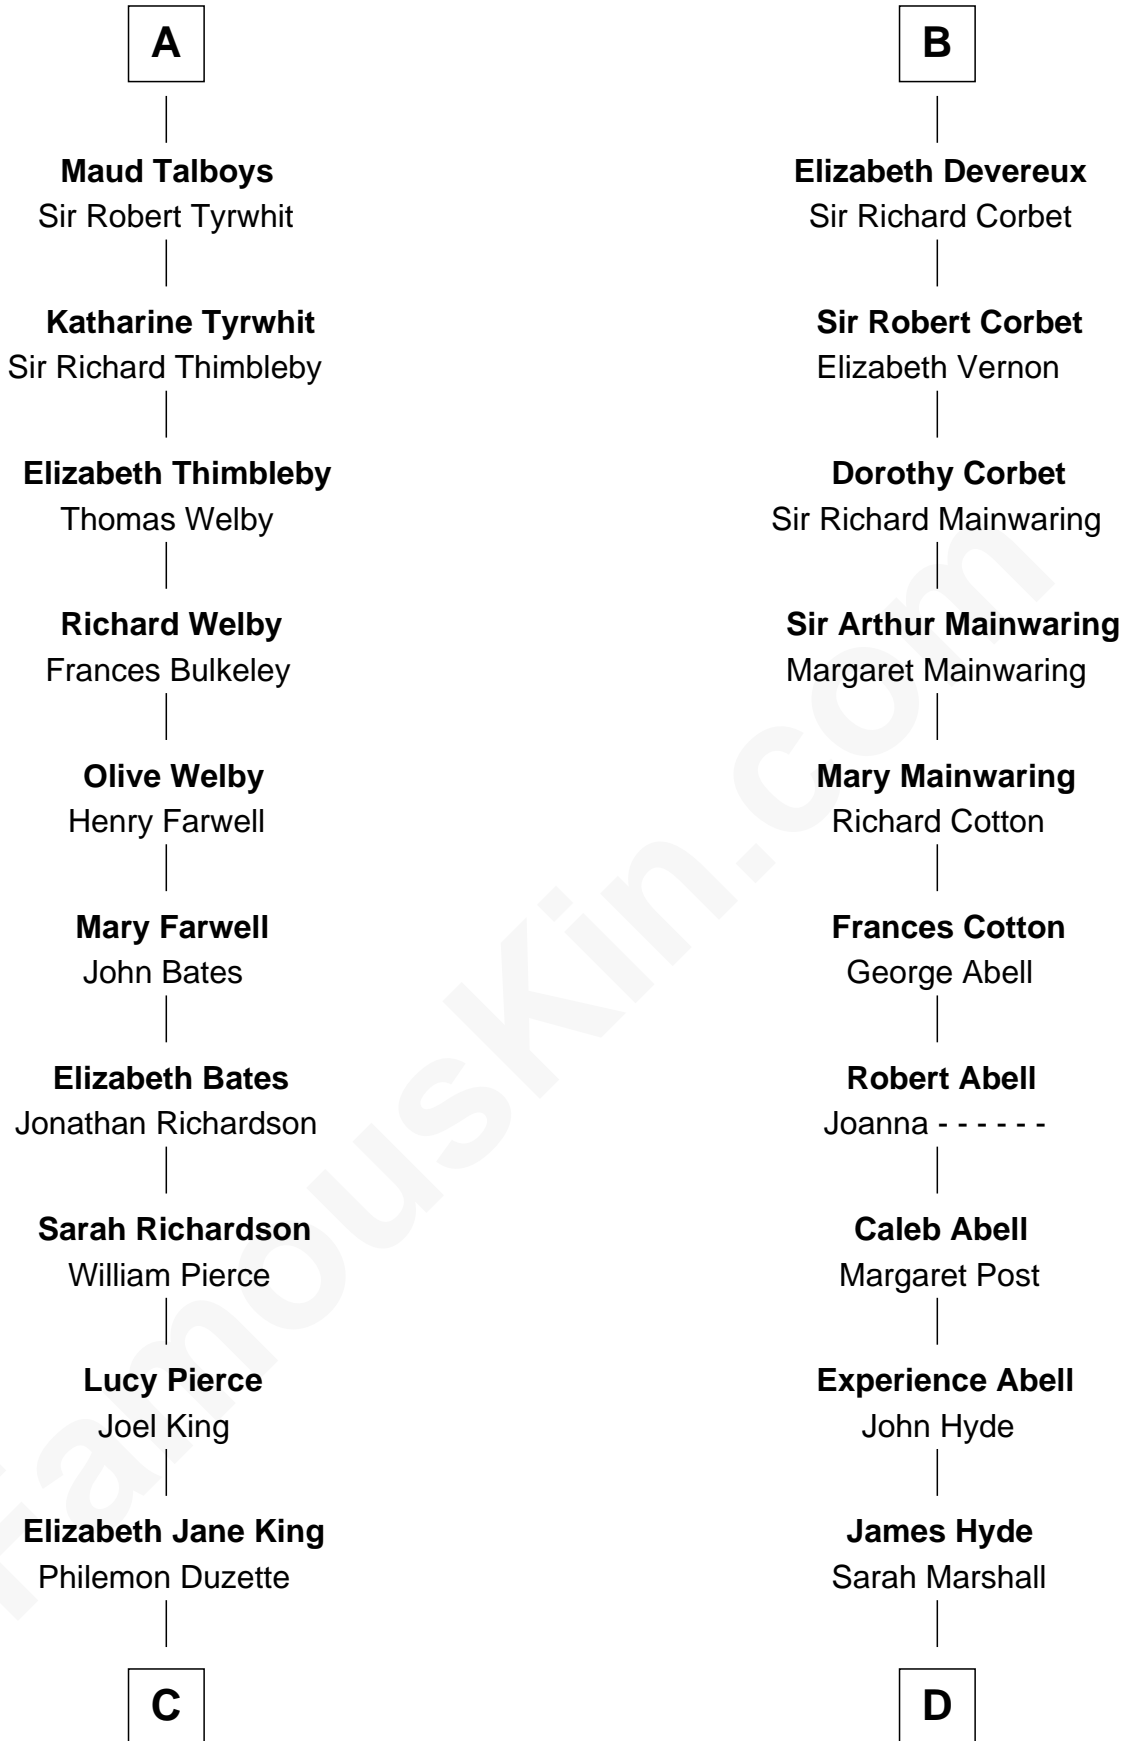 A
Maud Talboys
Sir Robert Tyrwhit
Katharine Tyrwhit
Sir Richard Thimbleby
Elizabeth Thimbleby
Thomas Welby
Richard Welby
Frances Bulkeley
Olive Welby
Henry Farwell
Mary Farwell
John Bates
Elizabeth Bates
Jonathan Richardson
Sarah Richardson
William Pierce
Lucy Pierce
Joel King
Elizabeth Jane King
Philemon Duzette
C
B
Elizabeth Devereux
Sir Richard Corbet
Sir Robert Corbet
Elizabeth Vernon
Dorothy Corbet
Sir Richard Mainwaring
Sir Arthur Mainwaring
Margaret Mainwaring
Mary Mainwaring
Richard Cotton
Frances Cotton
George Abell
Robert Abell
Joanna - - - - - -
Caleb Abell
Margaret Post
Experience Abell
John Hyde
James Hyde
Sarah Marshall
D
FamousKin.com